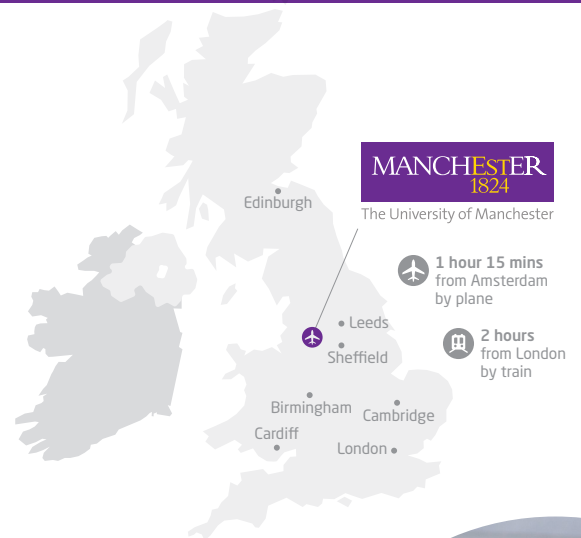 MANCHESTER
1824
The University of Manchester
Edinburgh
1 hour 15 mins
from Amsterdam
by plane
Leeds
Sheffield
2 hours
from London
by train
Birmingham
Cambridge
Cardiff
London